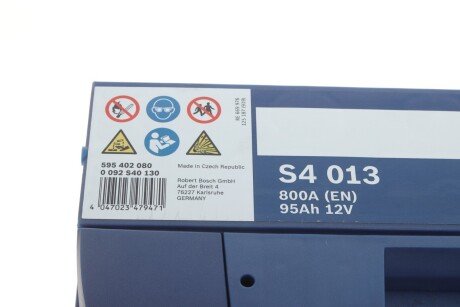 595 402 080
0 092 S40 130
Made in Czech Republic
Robert Bosch GmbH
Auf der Breit 4
76227 Karlsruhe
GERMANY
4 047023 479471
S4 013
800A (EN)
95Ah 12V